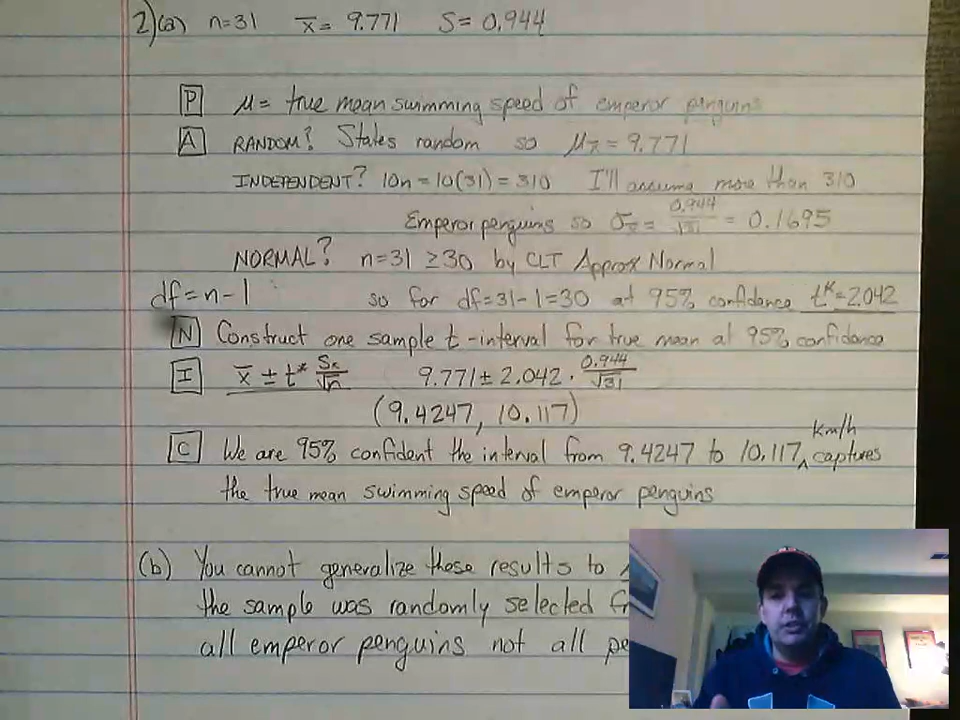 2)(a) n=31 x̄= 9.771 S= 0.944
P μ= true mean swimming speed of emperor penguins
A RANDOM? States random so μx̄ = 9.771
INDEPENDENT? 10n=10(31)=310 I'll assume more than 310
Emperor penguins so σx̄ = 0.944/√31 = 0.1695
NORMAL? n=31 ≥30 by CLT Approx Normal
df=n-1 so for df=31-1=30 at 95% confidence t*=2.042
N Construct one sample t-interval for true mean at 95% confidence
I x̄ ± t* Sx/√n 9.771 ± 2.042 · 0.944/√31
(9.4247, 10.117)
C We are 95% confident the interval from 9.4247 to 10.117 km/h captures
the true mean swimming speed of emperor penguins
(b) You cannot generalize these results to
the sample was randomly selected
all emperor penguins not all